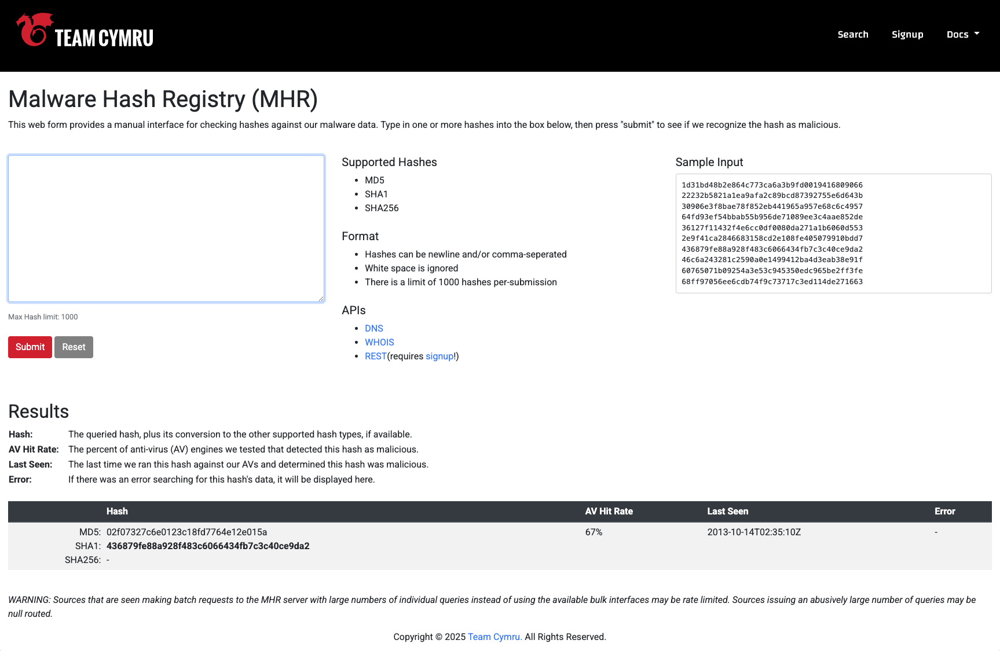 TEAM CYMRU
Search
Signup
Docs
Malware Hash Registry (MHR)
This web form provides a manual interface for checking hashes against our malware data. Type in one or more hashes into the box below, then press "submit" to see if we recognize the hash as malicious.
Max Hash limit: 1000
Submit
Reset
Supported Hashes
MD5
SHA1
SHA256
Format
Hashes can be newline and/or comma-seperated
White space is ignored
There is a limit of 1000 hashes per-submission
APIs
DNS
WHOIS
REST(requires signup!)
Sample Input
1d31bd48b2e864c773ca6a3b9fd0019416809066
22232b5821a1ea9afa2c89bcd87392755e6d643b
30906e3f8bae78f852eb441965a957e68c6c4957
64fd93ef54bbab55b956de71089ee3c4aae852de
36127f11432f4e6cc0df0080da271a1b6060d553
2e9f41ca2846683158cd2e108fe405079910bdd7
436879fe88a928f483c6066434fb7c3c40ce9da2
46c6a243281c2590a0e1499412ba4d3eab38e91f
60765071b09254a3e53c945350edc965be2ff3fe
68ff97056ee6cdb74f9c73717c3ed114de271663
Results
Hash: The queried hash, plus its conversion to the other supported hash types, if available.
AV Hit Rate: The percent of anti-virus (AV) engines we tested that detected this hash as malicious.
Last Seen: The last time we ran this hash against our AVs and determined this hash was malicious.
Error: If there was an error searching for this hash's data, it will be displayed here.
Hash AV Hit Rate Last Seen Error
MD5: 02f07327c6e0123c18fd7764e12e015a 67% 2013-10-14T02:35:10Z -
SHA1: 436879fe88a928f483c6066434fb7c3c40ce9da2
SHA256: -
WARNING: Sources that are seen making batch requests to the MHR server with large numbers of individual queries instead of using the available bulk interfaces may be rate limited. Sources issuing an abusively large number of queries may be
null routed.
Copyright © 2025 Team Cymru. All Rights Reserved.